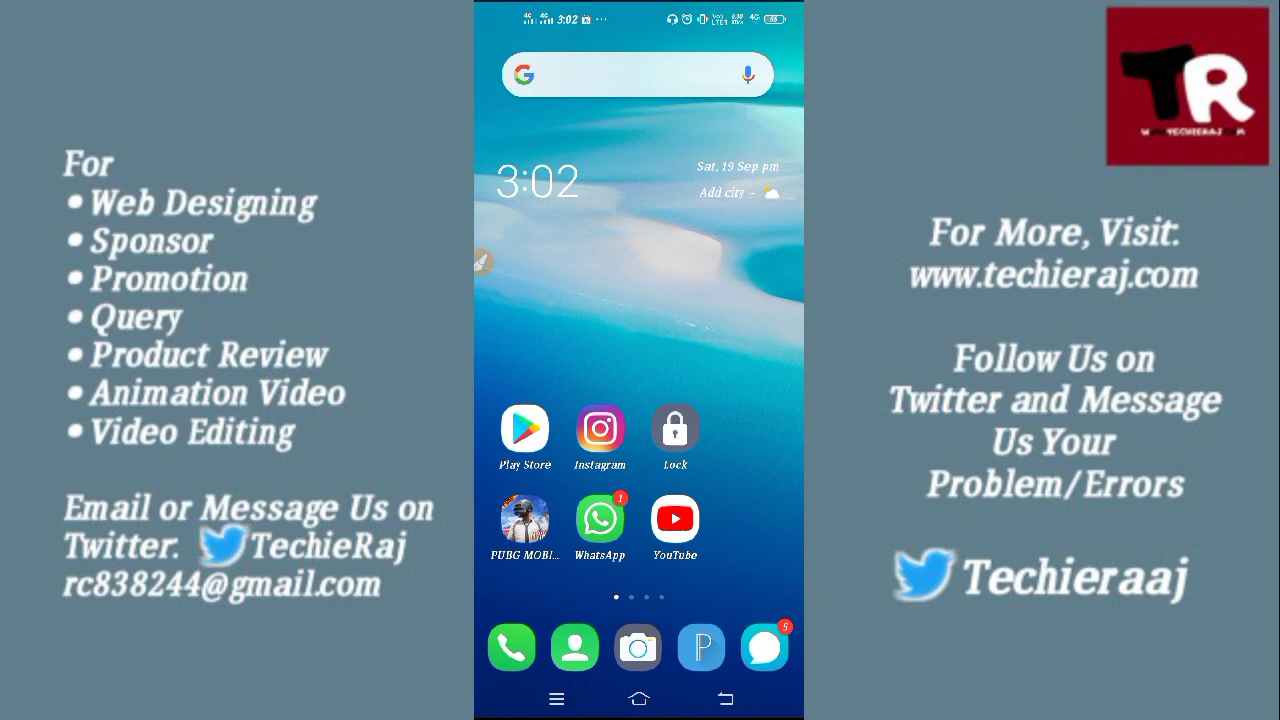 For
• Web Designing
• Sponsor
• Promotion
• Query
• Product Review
• Animation Video
• Video Editing
Email or Message Us on
Twitter. TechieRaj
rc838244@gmail.com
4G 4G 3:02 ...
4G
3:02
Sat, 19 Sep pm
Add city --
Play Store
Instagram
Lock
PUBG MOBI...
1
WhatsApp
YouTube
5
TR
For More, Visit:
www.techieraj.com
Follow Us on
Twitter and Message
Us Your
Problem/Errors
Techieraaj